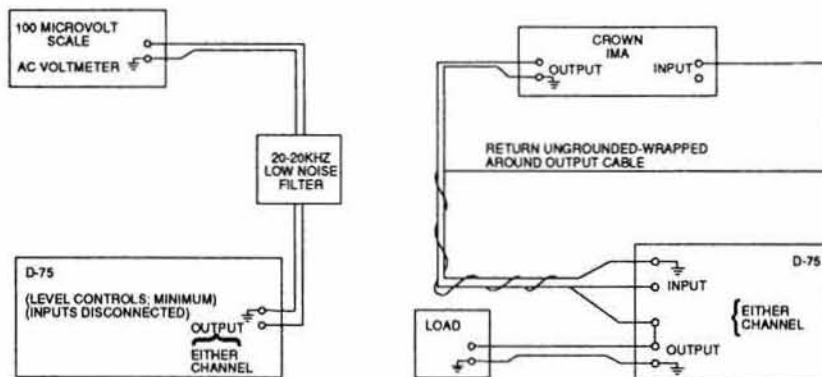 100 MICROVOLT
SCALE
AC VOLTMETER
20-20KHZ
LOW NOISE
FILTER
D-75
(LEVEL CONTROLS; MINIMUM)
(INPUTS DISCONNECTED)
OUTPUT
EITHER
CHANNEL
CROWN
IMA
OUTPUT
INPUT
RETURN UNGROUNDED-WRAPPED
AROUND OUTPUT CABLE
D-75
INPUT
EITHER
CHANNEL
OUTPUT
LOAD